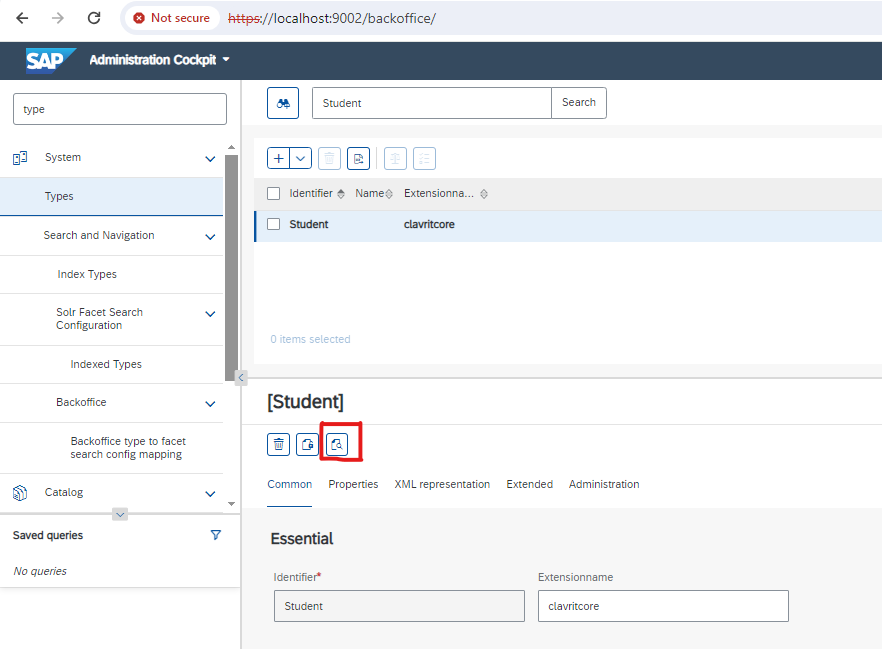 Not secure https://localhost:9002/backoffice/
SAP Administration Cockpit
type
System
Types
Search and Navigation
Index Types
Solr Facet Search
Configuration
Indexed Types
Backoffice
Backoffice type to facet
search config mapping
Catalog
Saved queries
No queries
Student Search
Identifier Name Extensionna...
Student clavritcore
0 items selected
[Student]
Common Properties XML representation Extended Administration
Essential
Identifier* Extensionname
Student clavritcore